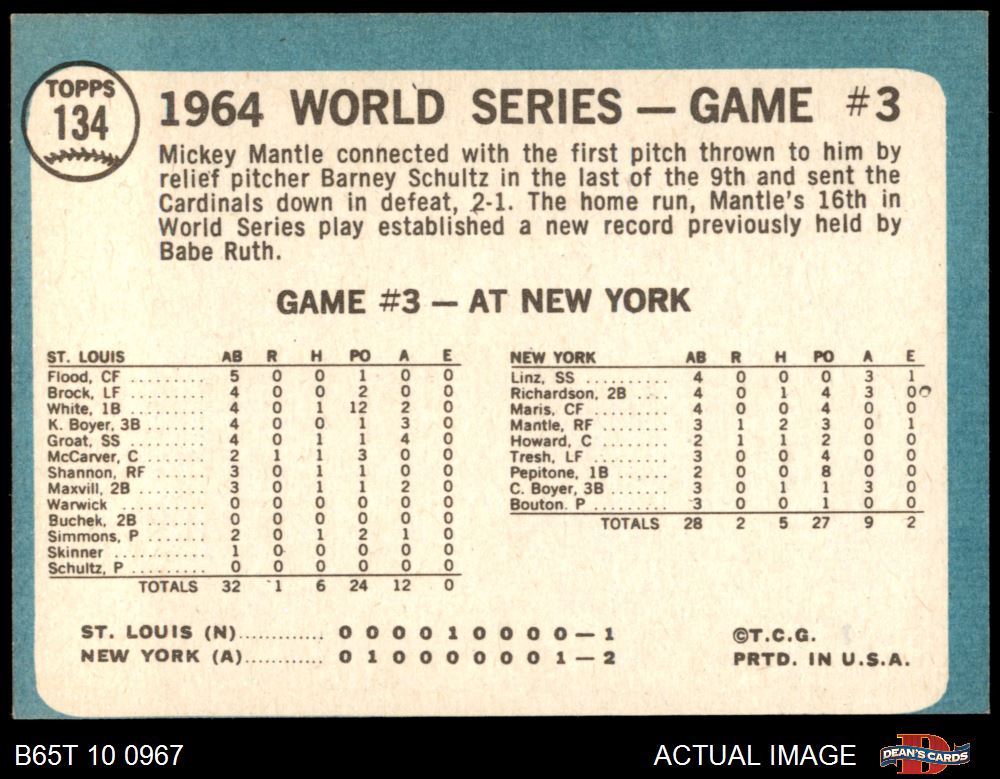 TOPPS
134
1964 WORLD SERIES — GAME #3
Mickey Mantle connected with the first pitch thrown to him by
relief pitcher Barney Schultz in the last of the 9th and sent the
Cardinals down in defeat, 2-1. The home run, Mantle's 16th in
World Series play established a new record previously held by
Babe Ruth.
GAME #3 — AT NEW YORK
ST. LOUIS AB R H PO A E
Flood, CF .......... 5 0 0 1 0 0
Brock, LF .......... 4 0 0 2 0 0
White, 1B .......... 4 0 1 12 2 0
K. Boyer, 3B ........ 4 0 0 1 3 0
Groat, SS .......... 4 0 1 1 4 0
McCarver, C ........ 2 1 1 3 0 0
Shannon, RF ........ 3 0 1 1 0 0
Maxvill, 2B ......... 3 0 1 1 2 0
Warwick ........... 0 0 0 0 0 0
Buchek, 2B ......... 0 0 0 0 0 0
Simmons, P ......... 2 0 1 2 1 0
Skinner ........... 1 0 0 0 0 0
Schultz, P .......... 0 0 0 0 0 0
TOTALS 32 1 6 24 12 0
NEW YORK AB R H PO A E
Linz, SS .......... 4 0 0 0 3 1
Richardson, 2B .... 4 0 1 4 3 0
Maris, CF ......... 4 0 0 4 0 0
Mantle, RF ........ 3 1 2 3 0 1
Howard, C ......... 2 1 1 2 0 0
Tresh, LF ......... 3 0 0 4 0 0
Pepitone, 1B ...... 2 0 0 8 0 0
C. Boyer, 3B ....... 3 0 1 1 3 0
Bouton. P ......... 3 0 0 1 0 0
TOTALS 28 2 5 27 9 2
ST. LOUIS (N)............ 0 0 0 0 1 0 0 0 0 — 1
NEW YORK (A)........... 0 1 0 0 0 0 0 0 1 — 2
©T.C.G.
PRTD. IN U.S.A.
B65T 10 0967
ACTUAL IMAGE
DEAN'S CARDS